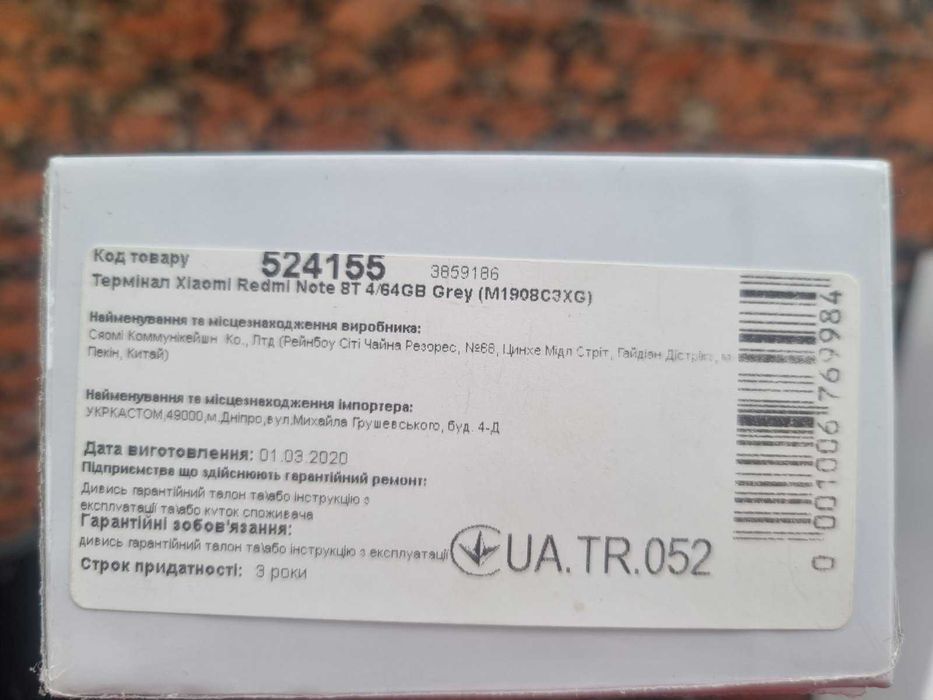 Код товару 524155 3859186
Термінал Xiaomi Redmi Note 8T 4/64GB Grey (M1908C3XG)
Найменування та місцезнаходження виробника:
Сяомі Коммунікейшн Ко., Лтд (Рейнбоу Сіті Чайна Резорес, №68, Цинхе Мідл Стріт, Гайдіан Дістрікт, м.
Пекін, Китай)
Найменування та місцезнаходження імпортера:
УКРКАСТОМ,49000,м.Дніпро,вул.Михайла Грушевського, буд. 4-Д
Дата виготовлення: 01.03.2020
Підприємства що здійснюють гарантійний ремонт:
Дивись гарантійний талон та\або інструкцію з
експлуатації та\або куток споживача
Гарантійні зобов'язання:
дивись гарантійний талон та\або інструкцію з експлуатації
Строк придатності: 3 роки
UA.TR.052
0 001006 769984